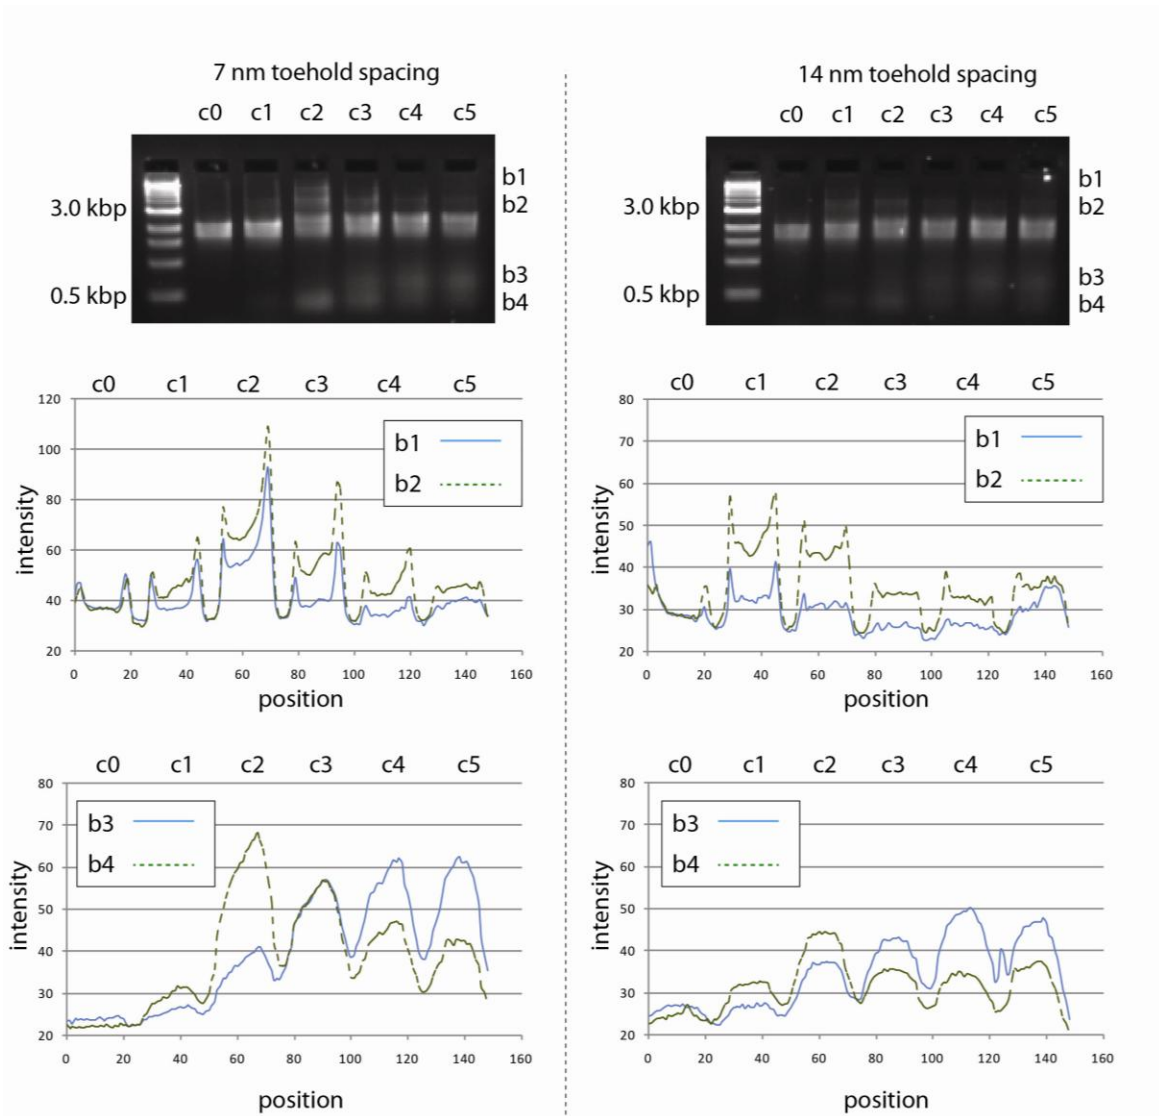 7 nm toehold spacing
c0 c1 c2 c3 c4 c5
b1
3.0 kbp b2
b3
0.5 kbp b4
14 nm toehold spacing
c0 c1 c2 c3 c4 c5
b1
3.0 kbp b2
b3
0.5 kbp b4
c0 c1 c2 c3 c4 c5
120
100
80
60
40
20
intensity
b1
b2
0 20 40 60 80 100 120 140 160
position
c0 c1 c2 c3 c4 c5
80
70
60
50
40
30
20
intensity
b1
b2
0 20 40 60 80 100 120 140 160
position
c0 c1 c2 c3 c4 c5
80
70
60
50
40
30
20
intensity
b3
b4
0 20 40 60 80 100 120 140 160
position
c0 c1 c2 c3 c4 c5
80
70
60
50
40
30
20
intensity
b3
b4
0 20 40 60 80 100 120 140 160
position